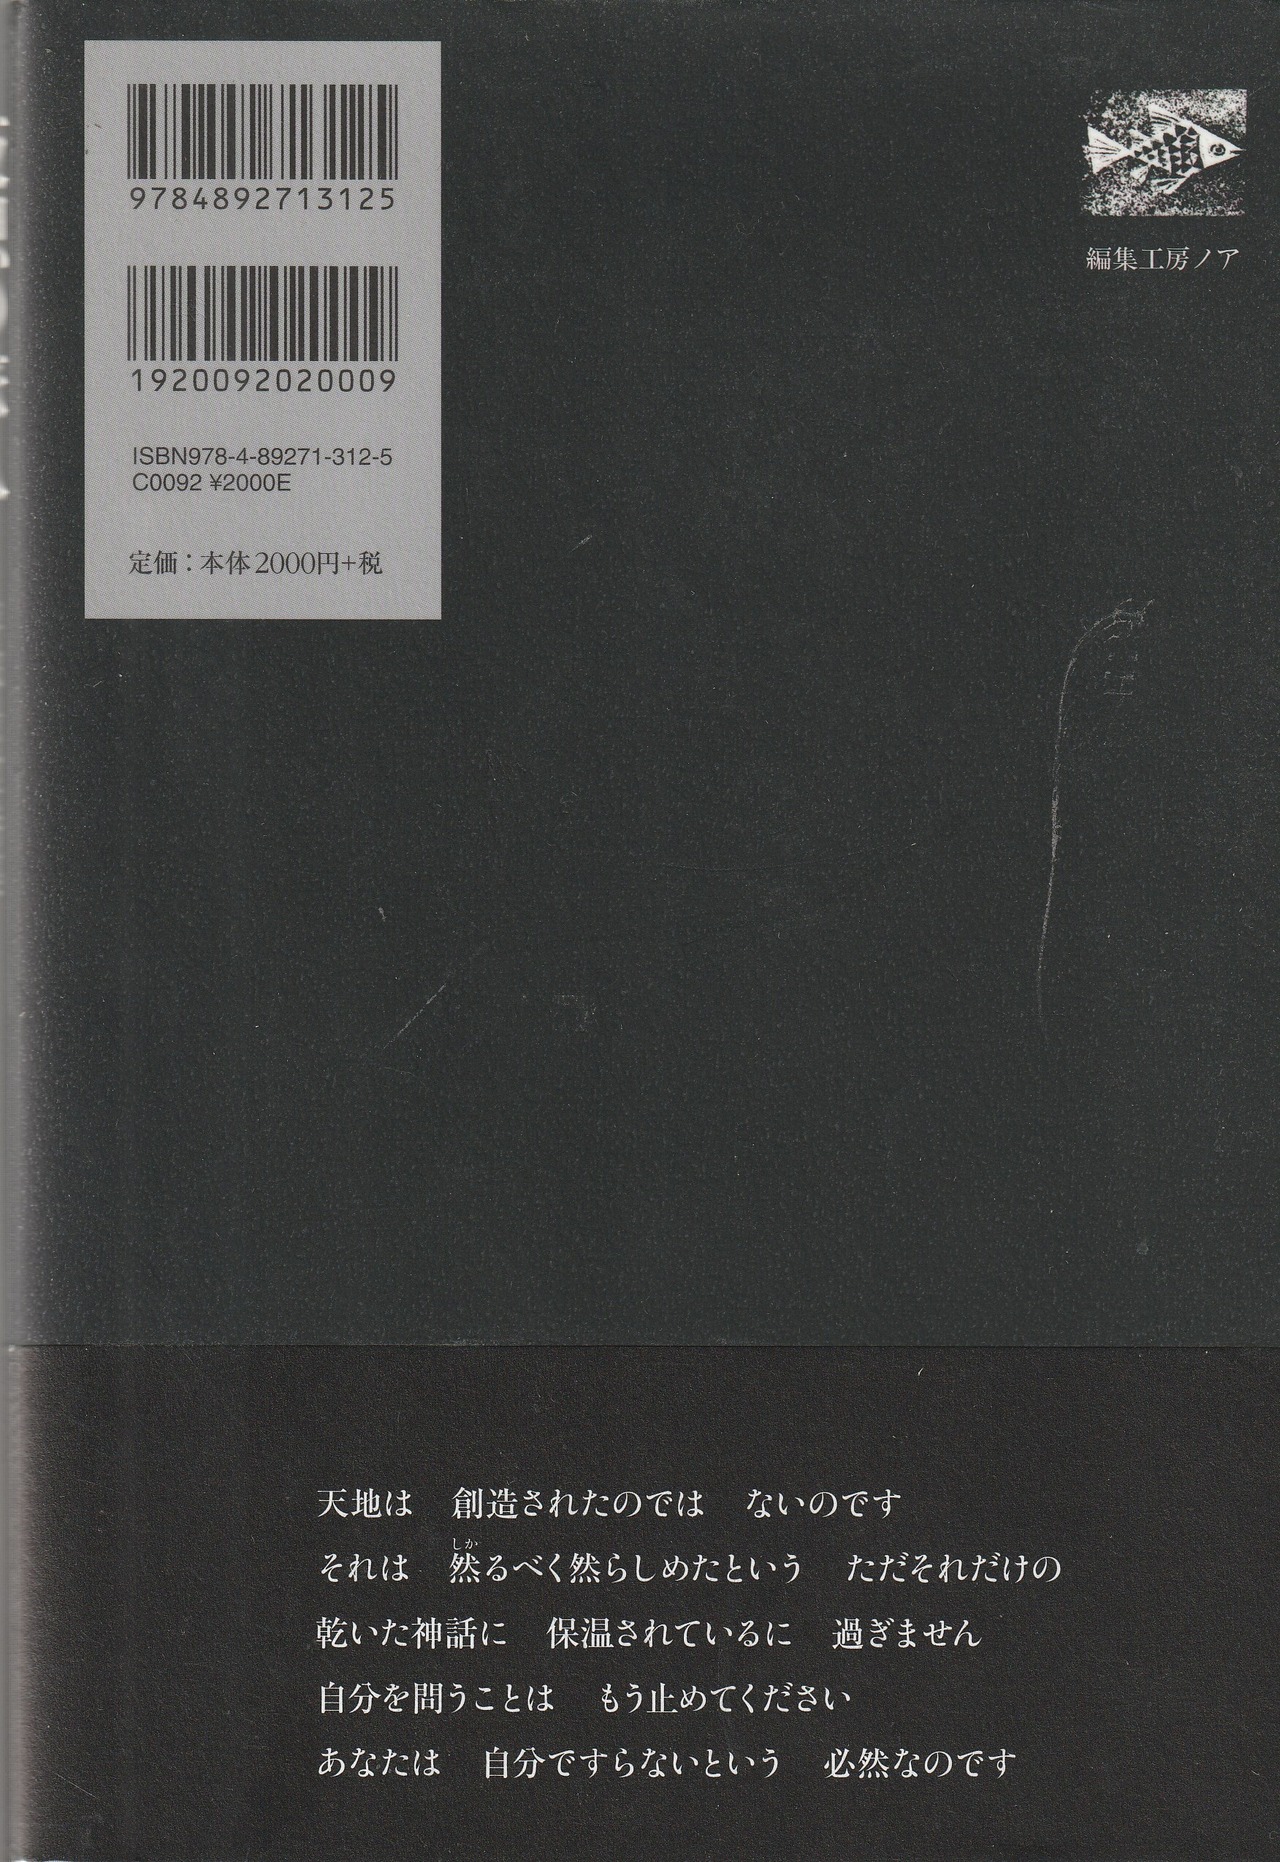 9784892713125
1920092020009
ISBN978-4-89271-312-5
C0092 ¥2000E
定価：本体2000円+税
編集工房ノア
天地は　創造されたのでは　ないのです
しか
それは　然るべく然らしめたという　ただそれだけの
乾いた神話に　保温されているに　過ぎません
自分を問うことは　もう止めてください
あなたは　自分ですらないという　必然なのです